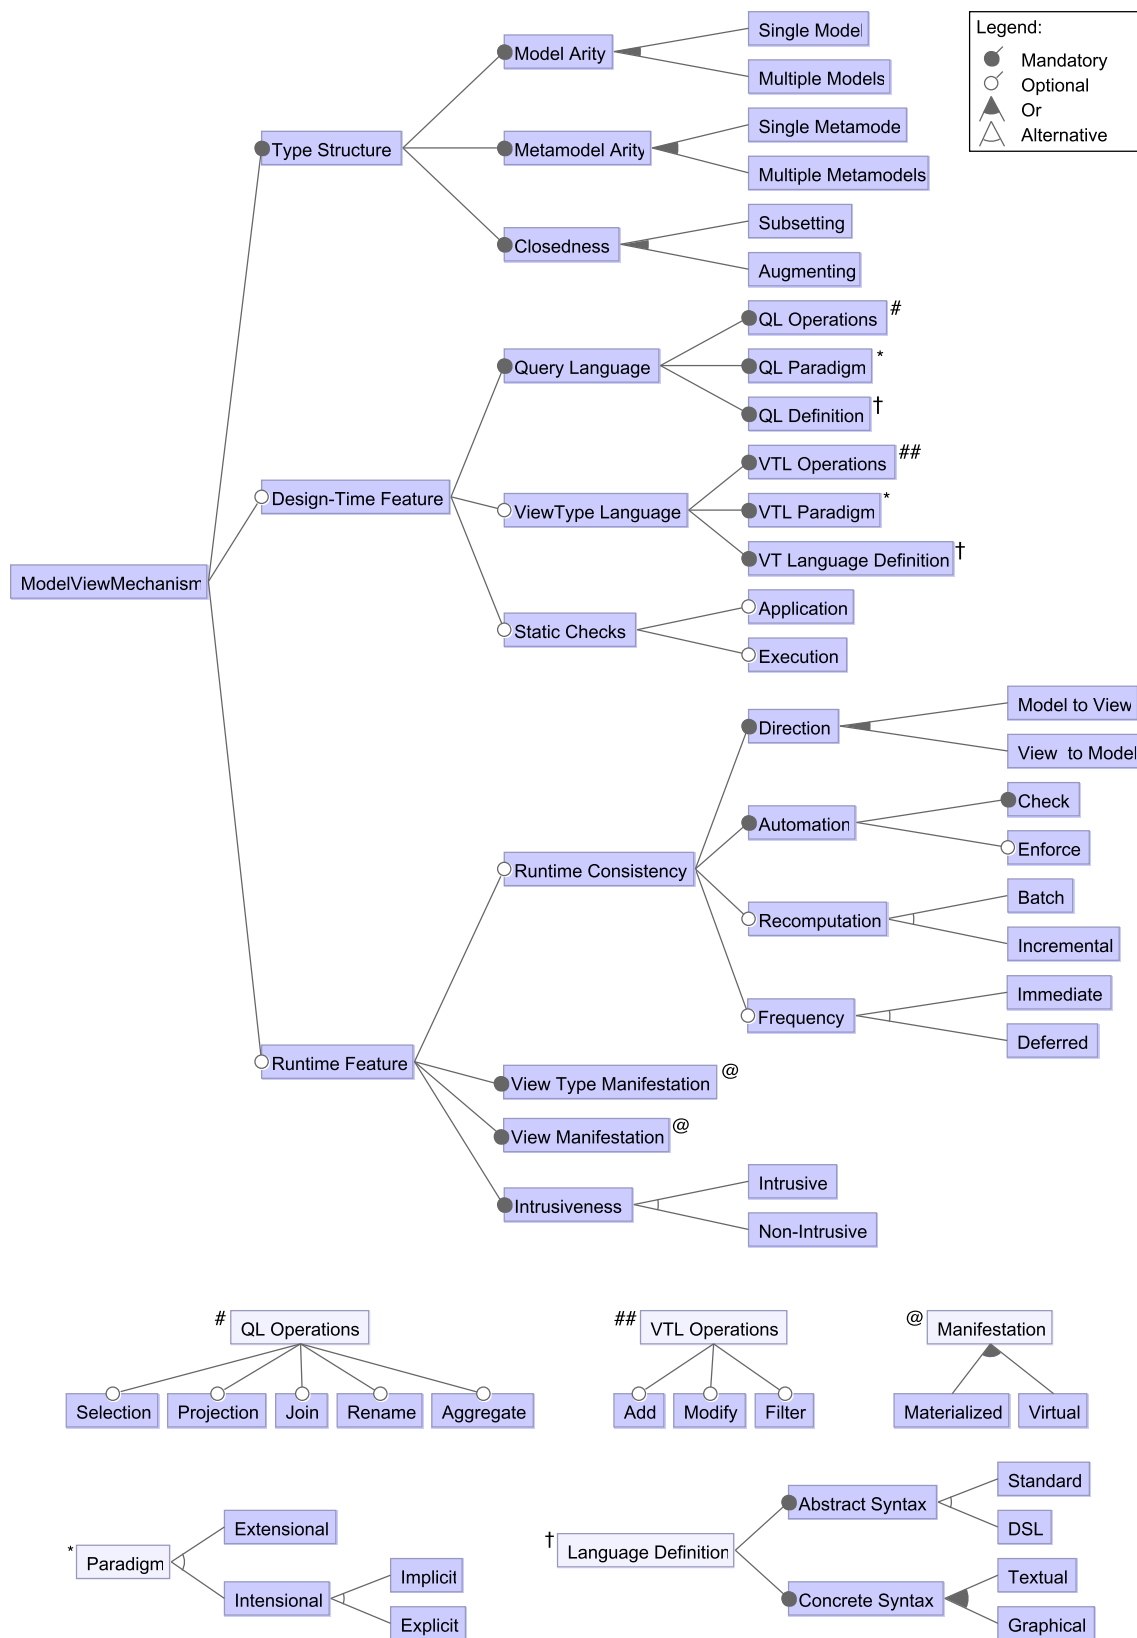 Legend:
Mandatory
Optional
Or
Alternative
Single Model
Model Arity
Multiple Models
Single Metamode
Type Structure
Metamodel Arity
Multiple Metamodels
Subsetting
Closedness
Augmenting
QL Operations #
Query Language
QL Paradigm *
QL Definition †
VTL Operations ##
Design-Time Feature
ViewType Language
VTL Paradigm *
VT Language Definition †
ModelViewMechanism
Application
Static Checks
Execution
Model to View
Direction
View to Model
Check
Automation
Enforce
Runtime Consistency
Batch
Recomputation
Incremental
Immediate
Frequency
Deferred
Runtime Feature
View Type Manifestation @
View Manifestation @
Intrusive
Intrusiveness
Non-Intrusive
# QL Operations
Selection Projection Join Rename Aggregate
## VTL Operations
Add Modify Filter
@ Manifestation
Materialized Virtual
* Paradigm
Extensional
Intensional
Implicit
Explicit
† Language Definition
Abstract Syntax
Standard
DSL
Concrete Syntax
Textual
Graphical